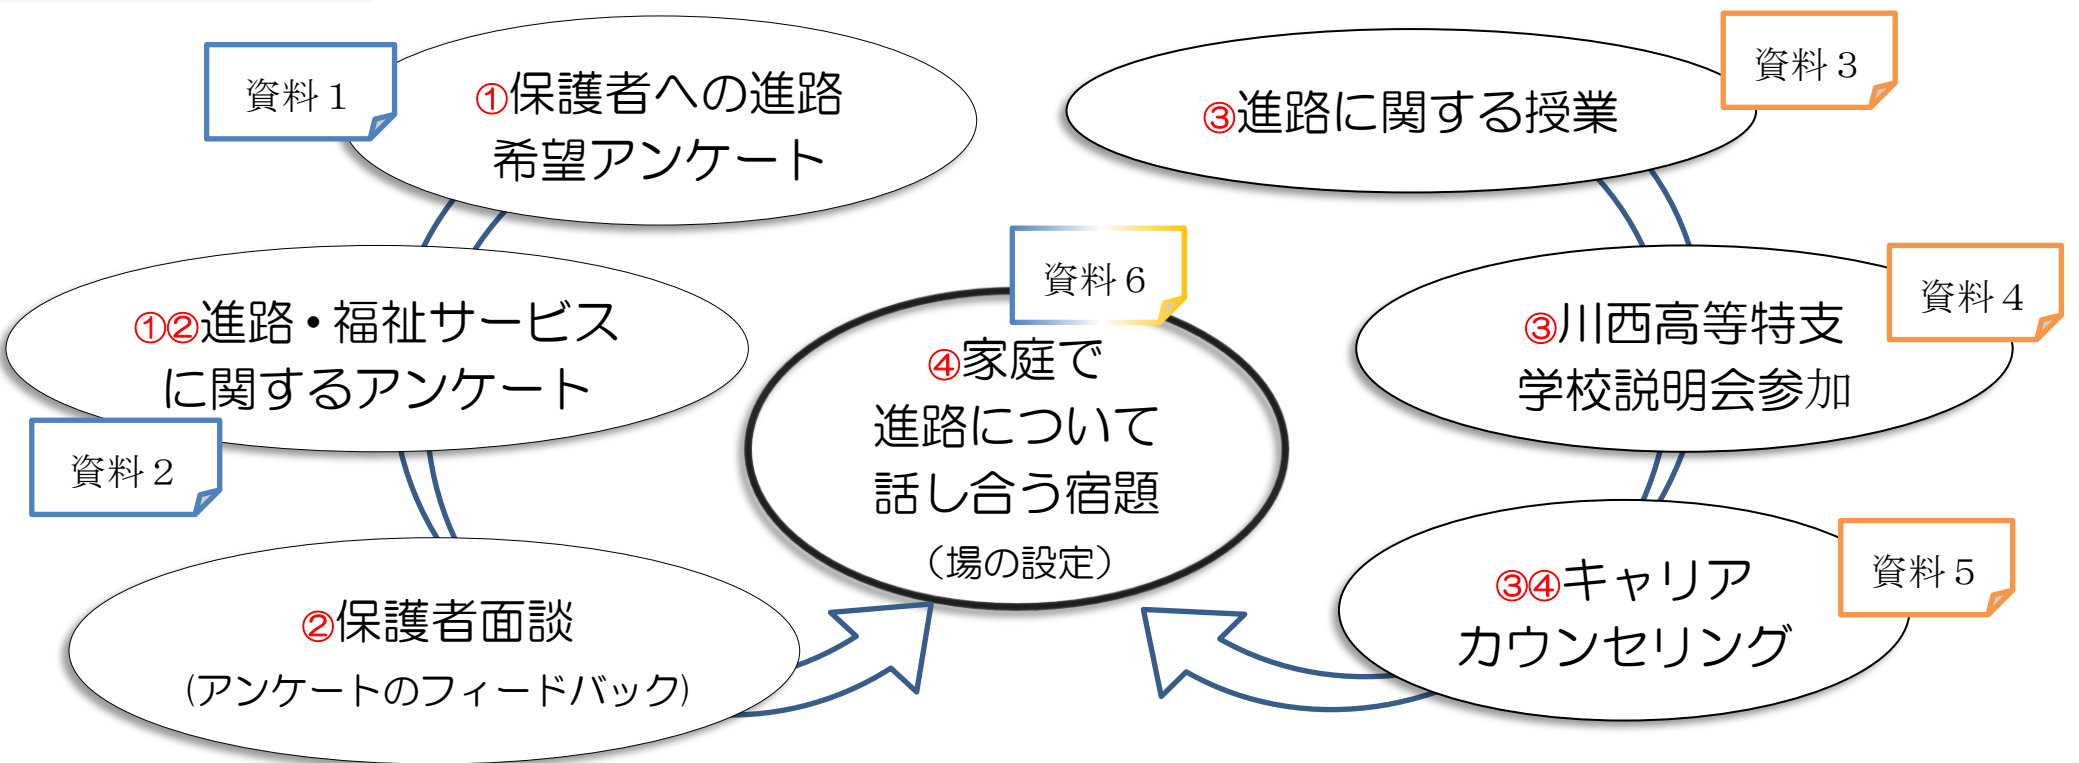 資料１
①保護者への進路
希望アンケート
①②進路・福祉サービス
に関するアンケート
資料２
②保護者面談
(アンケートのフィードバック)
資料６
④家庭で
進路について
話し合う宿題
（場の設定）
資料３
③進路に関する授業
資料４
③川西高等特支
学校説明会参加
資料５
③④キャリア
カウンセリング